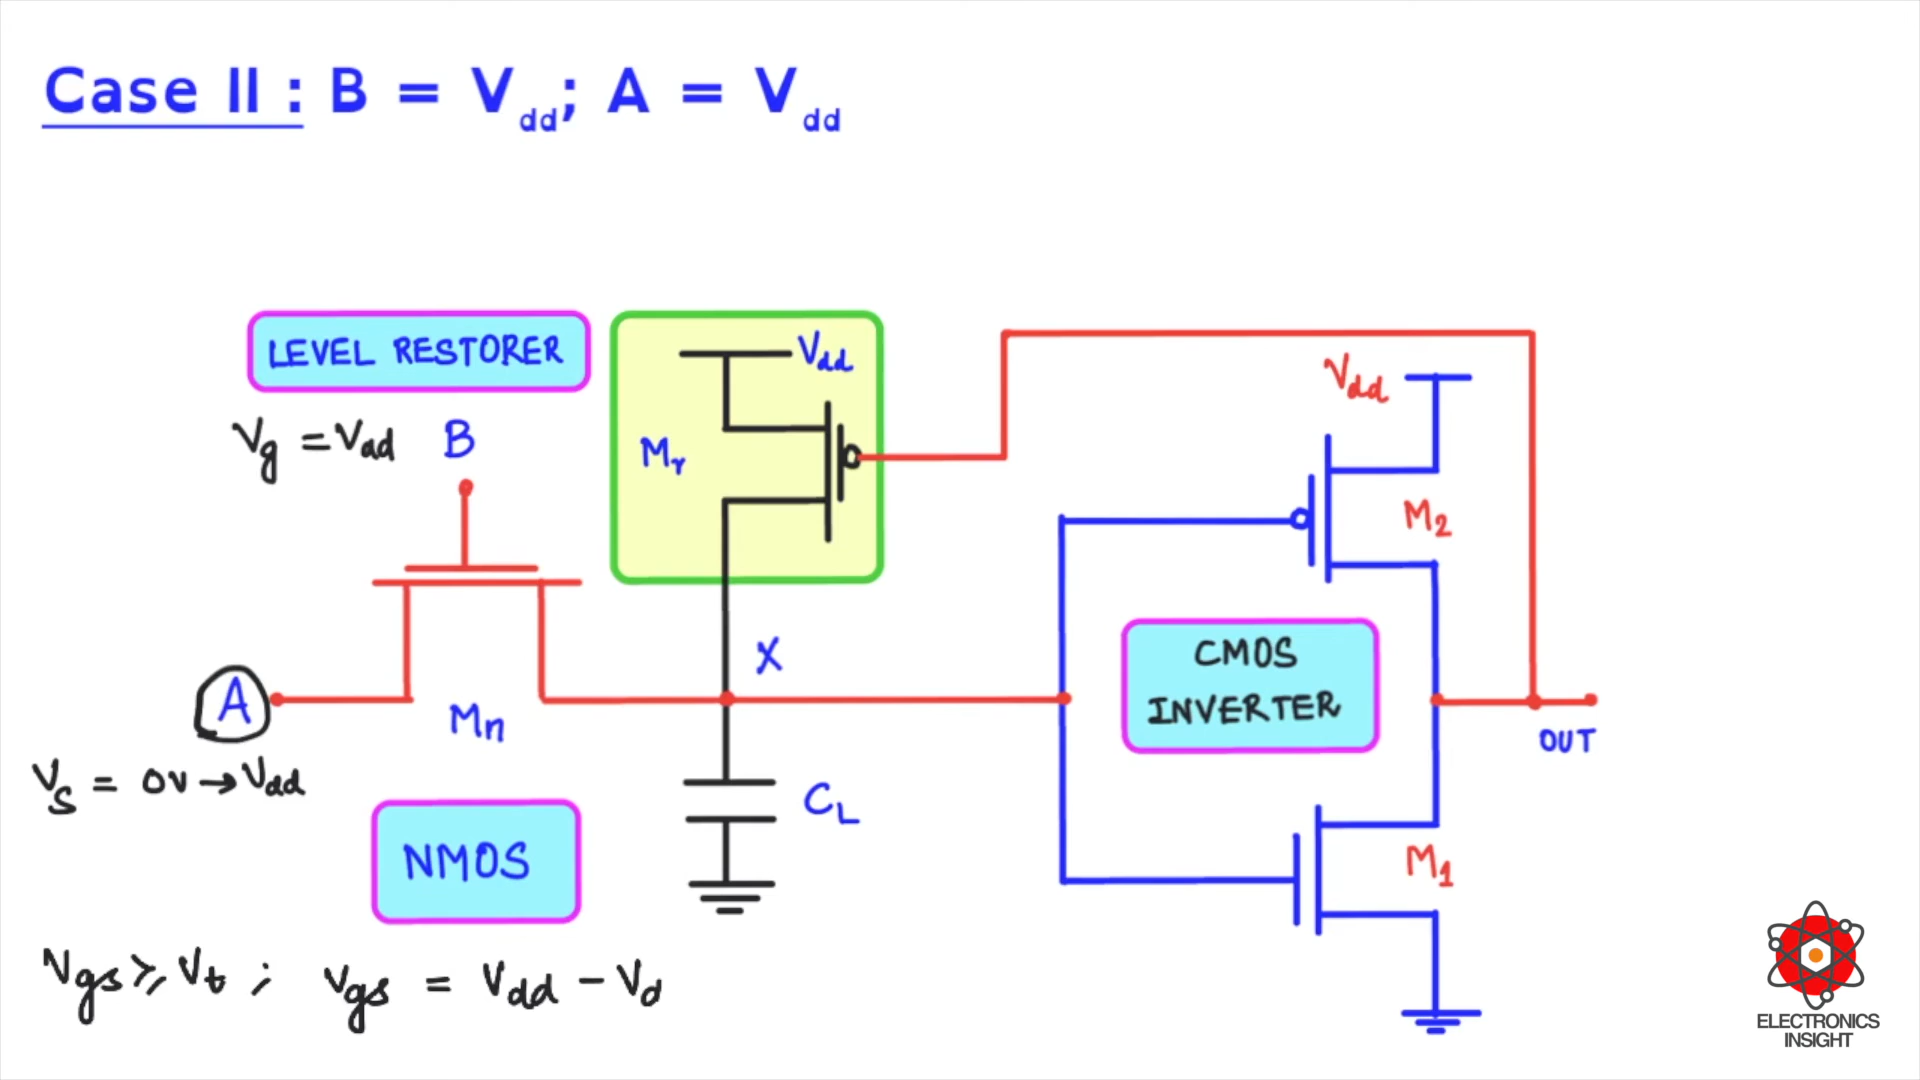 Case II : B = Vdd; A = Vdd
LEVEL RESTORER
Vdd
Vdd
Vg = Vdd
B
Mr
M2
X
CMOS
INVERTER
A
Mn
OUT
Vs = 0v → Vdd
CL
NMOS
M1
Vgs ≥ Vt ; Vgs = Vdd - Vd
ELECTRONICS
INSIGHT